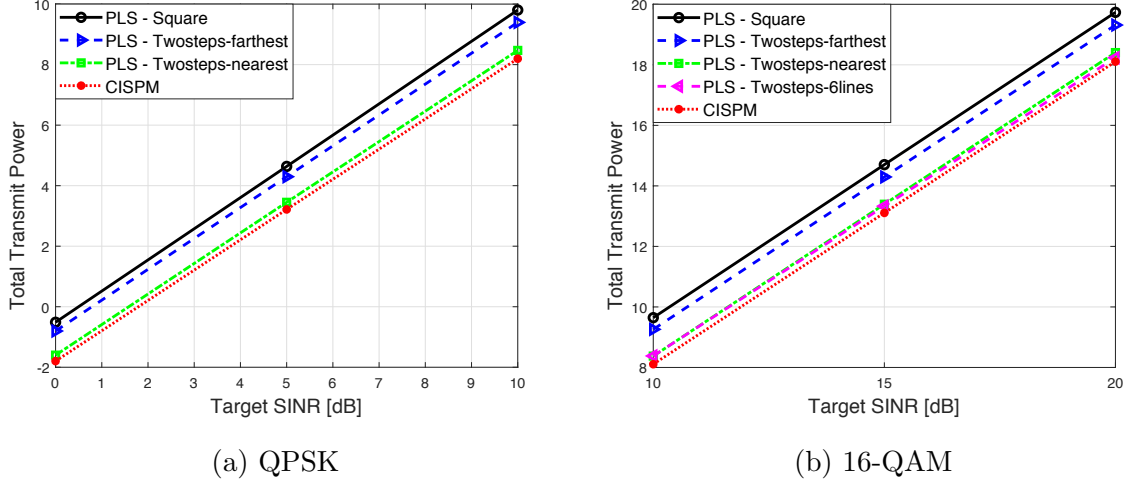 PLS - Square
PLS - Twosteps-farthest
PLS - Twosteps-nearest
CISPM
10
8
6
4
2
0
-2
Total Transmit Power
0 1 2 3 4 5 6 7 8 9 10
Target SINR [dB]
(a) QPSK
PLS - Square
PLS - Twosteps-farthest
PLS - Twosteps-nearest
PLS - Twosteps-6lines
CISPM
20
18
16
14
12
10
8
Total Transmit Power
10 15 20
Target SINR [dB]
(b) 16-QAM